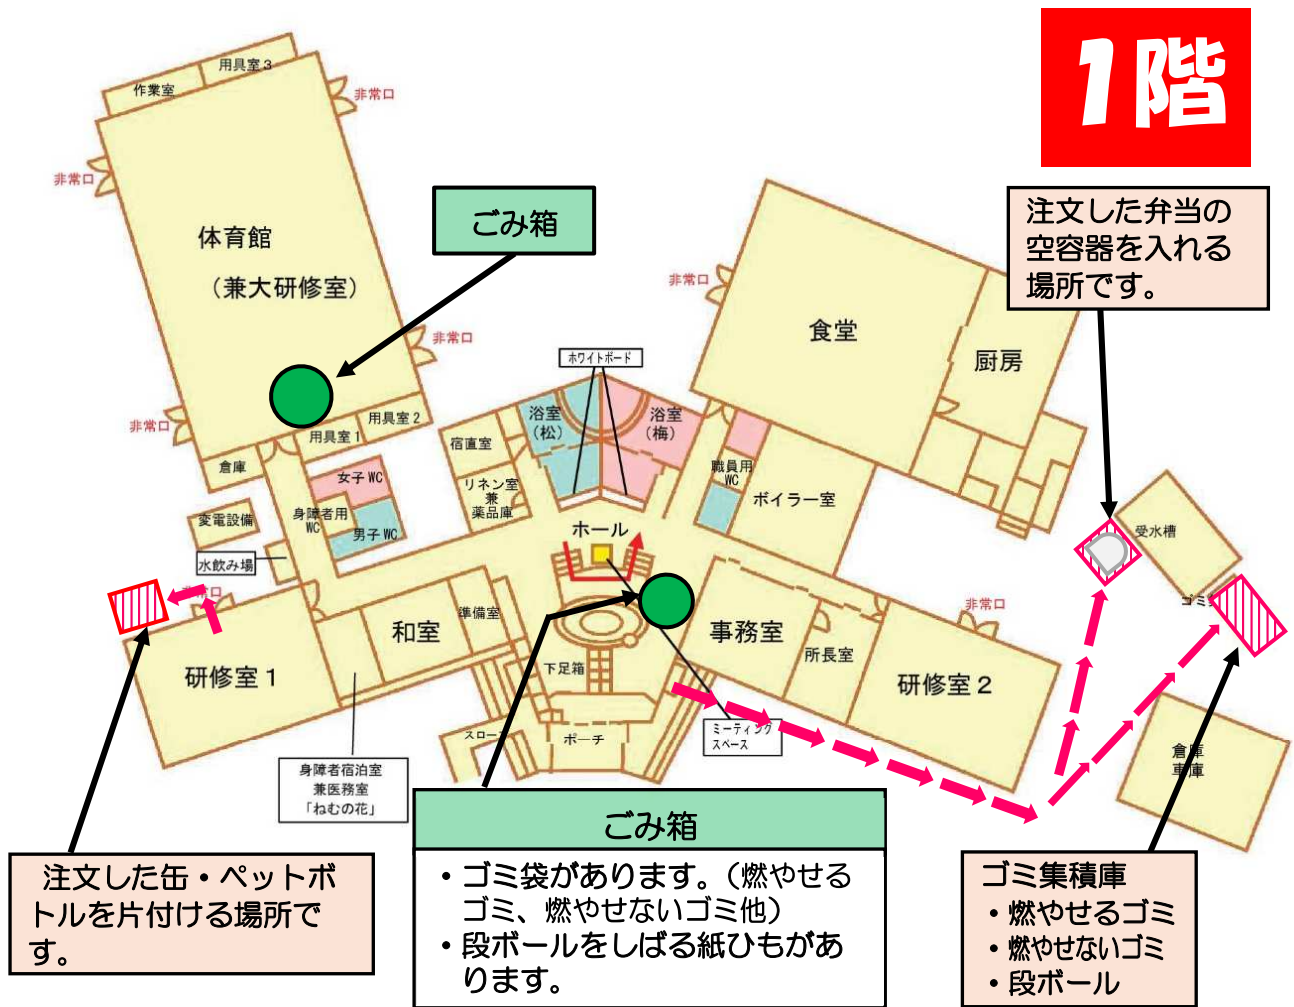 1階
用具室3
作業室
非常口
非常口
ごみ箱
注文した弁当の
空容器を入れる
場所です。
体育館
（兼大研修室）
非常口
食堂
非常口
厨房
ホワイトボード
非常口
用具室1
用具室2
浴室
（松）
浴室
（梅）
宿直室
倉庫
女子WC
リネン室
兼
薬品庫
職員用
WC
ボイラー室
変電設備
身障者用
WC
男子WC
ホール
受水槽
水飲み場
非常口
準備室
非常口
和室
事務室
研修室1
下足箱
所長室
研修室2
ポーチ
ミーティング
スペース
倉庫
車庫
身障者宿泊室
兼医務室
「ねむの花」
ごみ箱
・ゴミ袋があります。（燃やせる
ゴミ、燃やせないゴミ他）
・段ボールをしばる紙ひもがあ
ります。
注文した缶・ペットボ
トルを片付ける場所で
す。
ゴミ集積庫
・燃やせるゴミ
・燃やせないゴミ
・段ボール